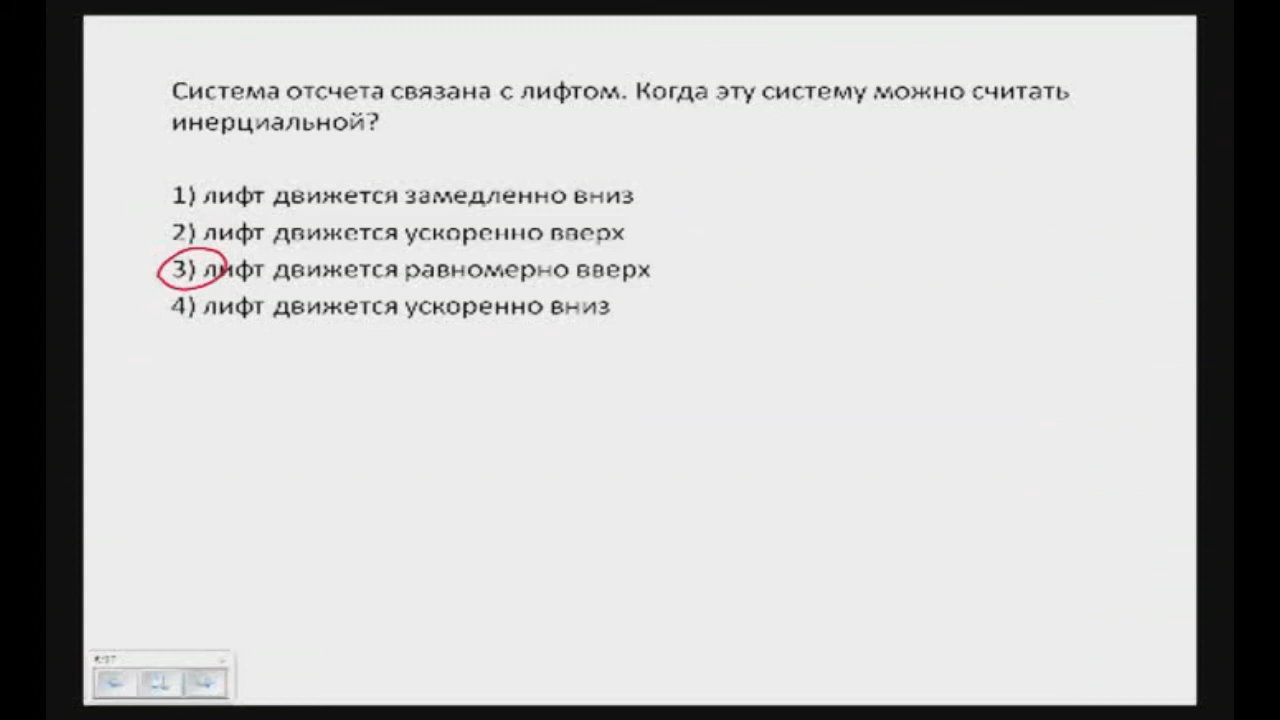 Система отсчета связана с лифтом. Когда эту систему можно считать
инерциальной?
1) лифт движется замедленно вниз
2) лифт движется ускоренно вверх
3) лифт движется равномерно вверх
4) лифт движется ускоренно вниз